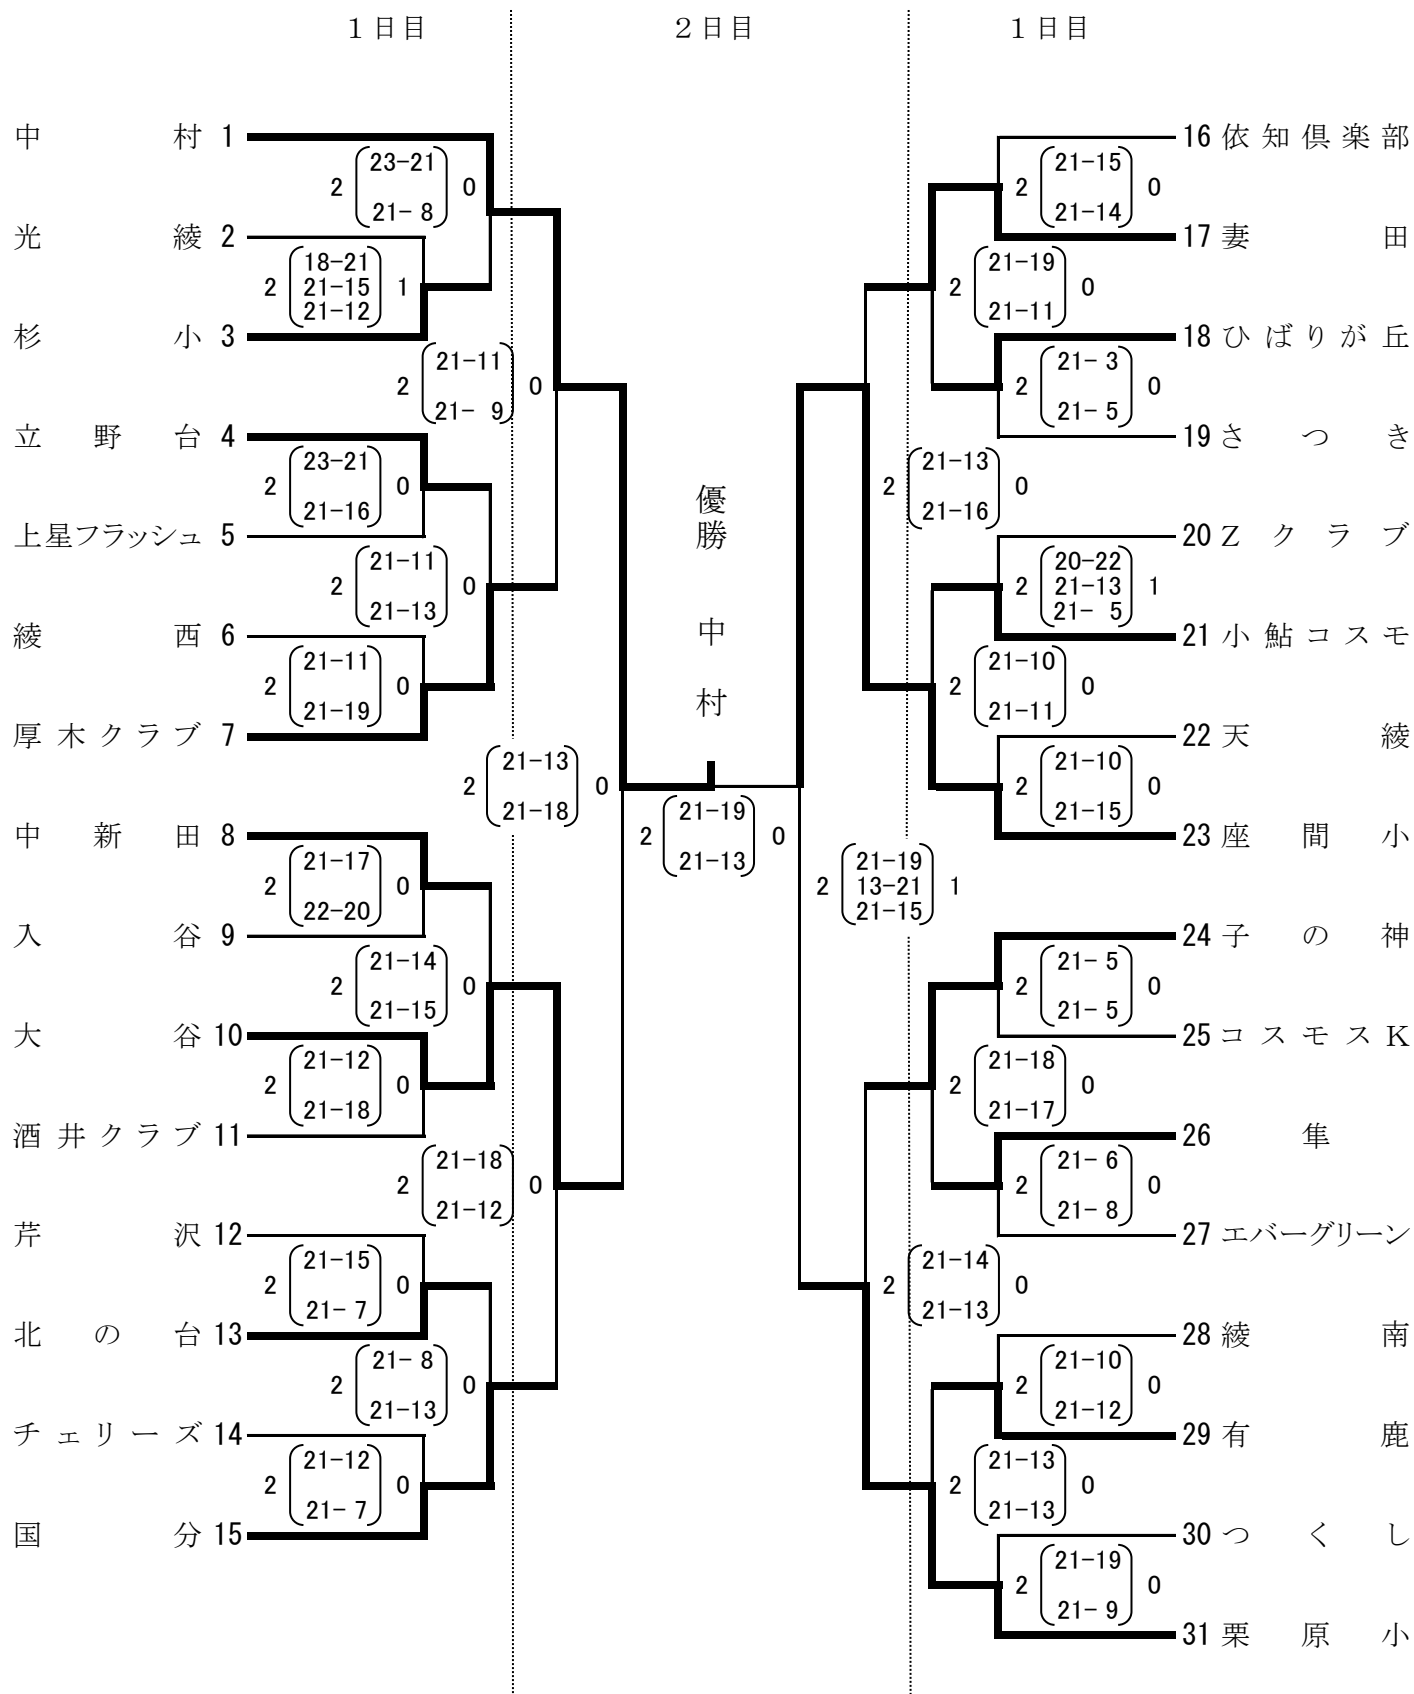 １日目 ２日目 １日目
中村 1
2 23-21 0
21- 8
光綾 2
2 18-21 1
21-15
21-12
杉小 3
2 21-11 0
21- 9
立野台 4
2 23-21 0
21-16
上星フラッシュ 5
2 21-11 0
21-13
綾西 6
2 21-11 0
21-19
厚木クラブ 7
2 21-13 0
21-18
中新田 8
2 21-17 0
22-20
入谷 9
2 21-14 0
21-15
大谷 10
2 21-12 0
21-18
酒井クラブ 11
2 21-18 0
21-12
芹沢 12
2 21-15 0
21- 7
北の台 13
2 21- 8 0
21-13
チェリーズ 14
2 21-12 0
21- 7
国分 15
優勝 中村
2 21-19 0
21-13
16 依知倶楽部
2 21-15 0
21-14
17 妻田
2 21-19 0
21-11
18 ひばりが丘
2 21- 3 0
21- 5
19 さつき
2 21-13 0
21-16
20 Ｚクラブ
2 20-22 1
21-13
21- 5
21 小鮎コスモ
2 21-10 0
21-11
22 天綾
2 21-10 0
21-15
23 座間小
2 21-19 1
13-21
21-15
24 子の神
2 21- 5 0
21- 5
25 コスモスＫ
2 21-18 0
21-17
26 隼
2 21- 6 0
21- 8
27 エバーグリーン
2 21-14 0
21-13
28 綾南
2 21-10 0
21-12
29 有鹿
2 21-13 0
21-13
30 つくし
2 21-19 0
21- 9
31 栗原小